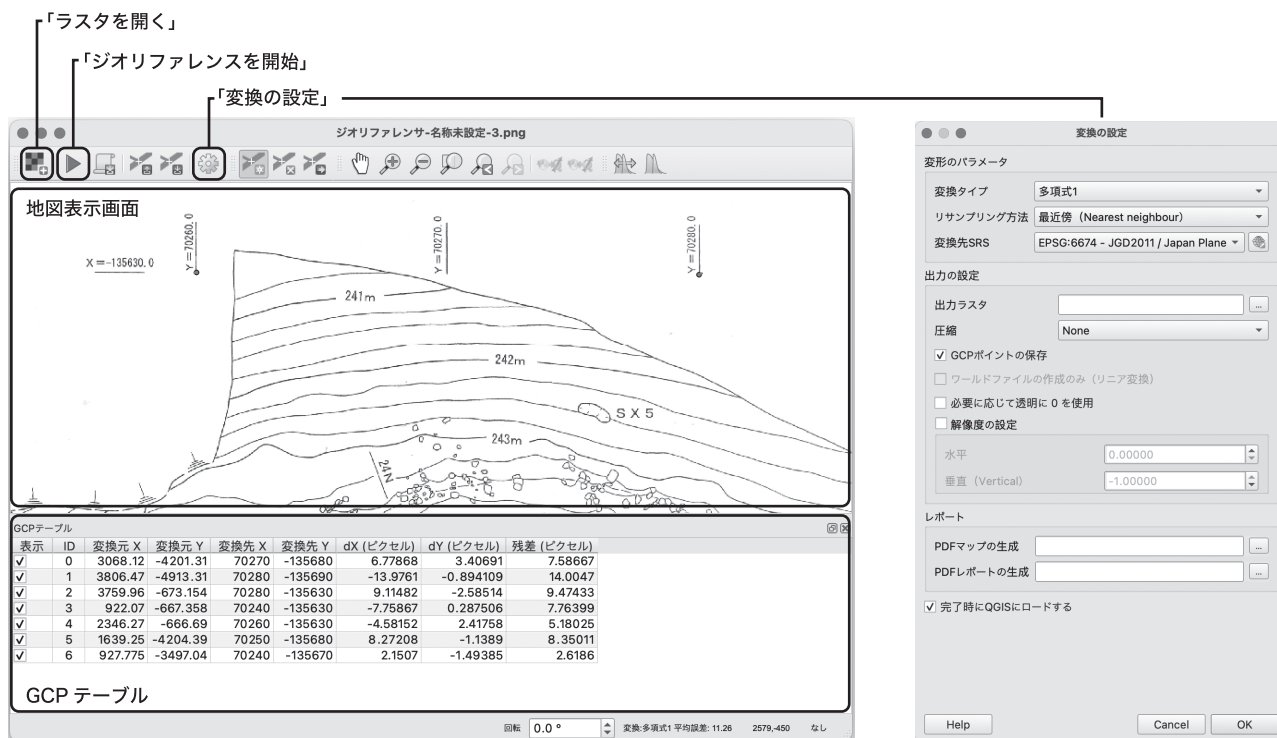 「ラスタを開く」
「ジオリファレンスを開始」
「変換の設定」
ジオリファレンサ-名称未設定-3.png
地図表示画面
X=-135630.0
Y=70260.0
Y=70270.0
Y=70280.0
241m
242m
SX5
243m
GCPテーブル
表示 ID 変換元 X 変換元 Y 変換先 X 変換先 Y dX (ピクセル) dY (ピクセル) 残差 (ピクセル)
0 3068.12 -4201.31 70270 -135680 6.77868 3.40691 7.58667
1 3806.47 -4913.31 70280 -135690 -13.9761 -0.894109 14.0047
2 3759.96 -673.154 70280 -135630 9.11482 -2.58514 9.47433
3 922.07 -667.358 70240 -135630 -7.75867 0.287506 7.76399
4 2346.27 -666.69 70260 -135630 -4.58152 2.41758 5.18025
5 1639.25 -4204.39 70250 -135680 8.27208 -1.1389 8.35011
6 927.775 -3497.04 70240 -135670 2.1507 -1.49385 2.6186
GCP テーブル
回転 0.0 ° 変換:多項式1 平均誤差: 11.26 2579,-450 なし
変換の設定
変形のパラメータ
変換タイプ 多項式1
リサンプリング方法 最近傍（Nearest neighbour）
変換先SRS EPSG:6674 - JGD2011 / Japan Plane
出力の設定
出力ラスタ ...
圧縮 None
GCPポイントの保存
ワールドファイルの作成のみ（リニア変換）
必要に応じて透明に 0 を使用
解像度の設定
水平 0.00000
垂直（Vertical） -1.00000
レポート
PDFマップの生成 ...
PDFレポートの生成 ...
完了時にQGISにロードする
Help Cancel OK